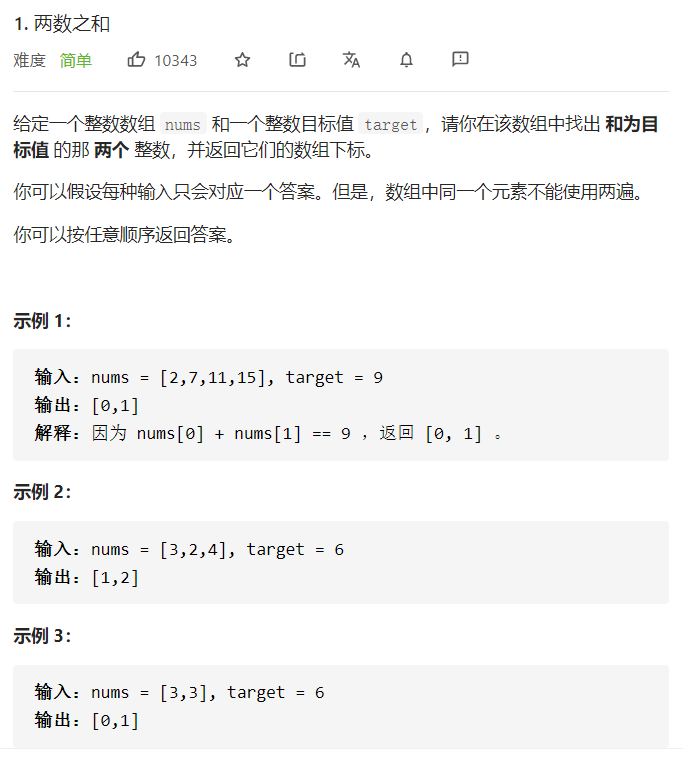 1. 两数之和
难度 简单 10343
给定一个整数数组 nums 和一个整数目标值 target，请你在该数组中找出 和为目
标值 的那 两个 整数，并返回它们的数组下标。
你可以假设每种输入只会对应一个答案。但是，数组中同一个元素不能使用两遍。
你可以按任意顺序返回答案。
示例 1：
输入：nums = [2,7,11,15], target = 9
输出：[0,1]
解释：因为 nums[0] + nums[1] == 9 ，返回 [0, 1] 。
示例 2：
输入：nums = [3,2,4], target = 6
输出：[1,2]
示例 3：
输入：nums = [3,3], target = 6
输出：[0,1]